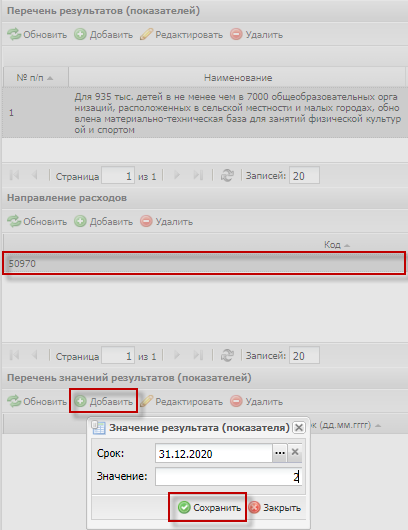 Перечень результатов (показателей)
Обновить Добавить Редактировать Удалить
№ п/п Наименование
1 Для 935 тыс. детей в не менее чем в 7000 общеобразовательных орга
низаций, расположенных в сельской местности и малых городах, обно
влена материально-техническая база для занятий физической культур
ой и спортом
Страница 1 из 1 Записей: 20
Направление расходов
Обновить Добавить Удалить
Код
50970
Страница 1 из 1 Записей: 20
Перечень значений результатов (показателей)
Обновить Добавить Редактировать Удалить
(дд.мм.гггг)
Значение результата (показателя)
Срок: 31.12.2020 ...
Значение: 2
Сохранить Закрыть